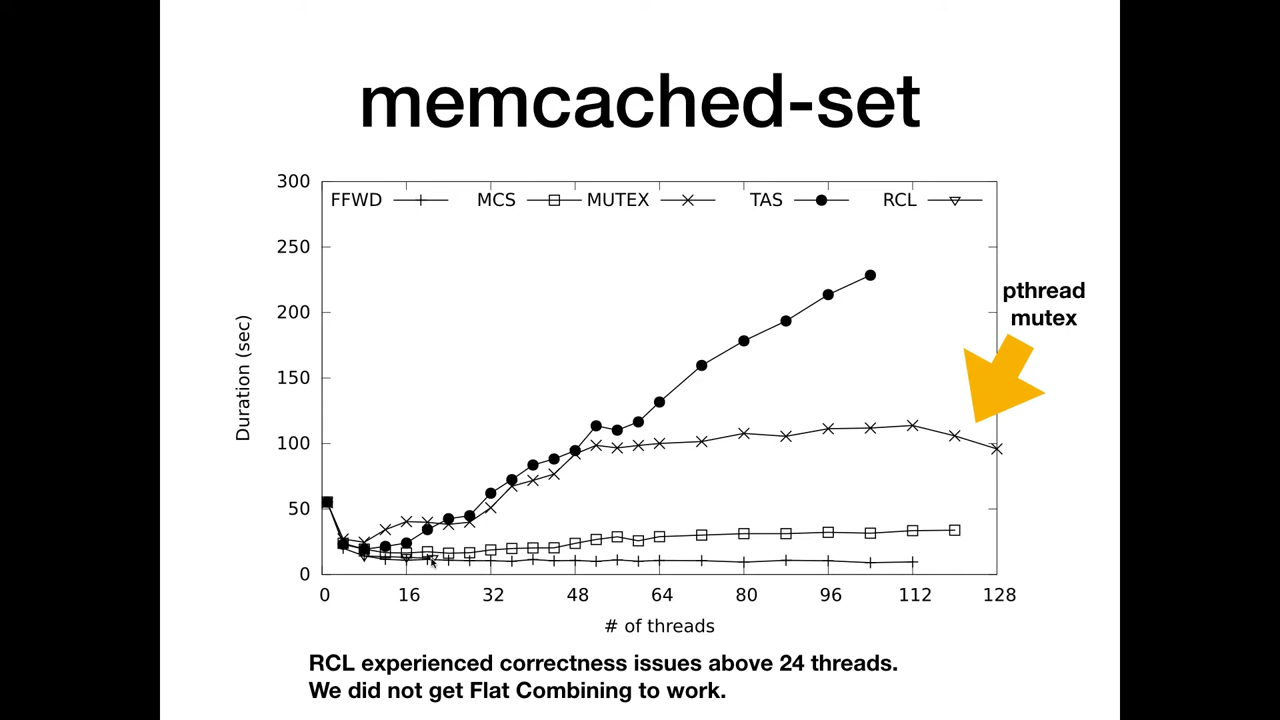 memcached-set
300
FFWD MCS MUTEX TAS RCL
250
200
150
100
50
0
Duration (sec)
0 16 32 48 64 80 96 112 128
# of threads
pthread
mutex
RCL experienced correctness issues above 24 threads.
We did not get Flat Combining to work.